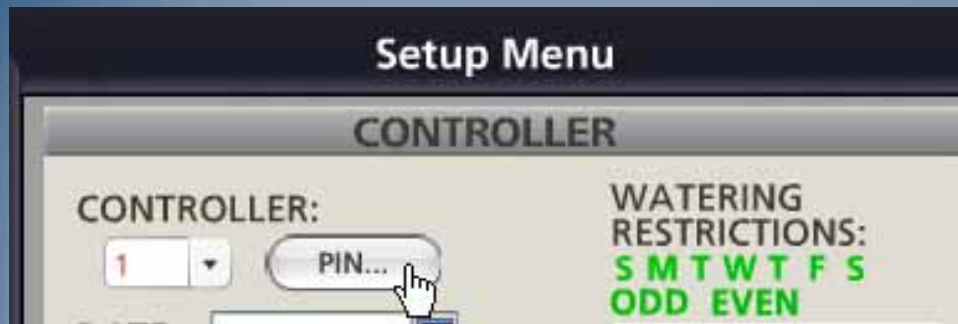 Setup Menu
CONTROLLER
CONTROLLER:
1
PIN...
WATERING
RESTRICTIONS:
S M T W T F S
ODD EVEN